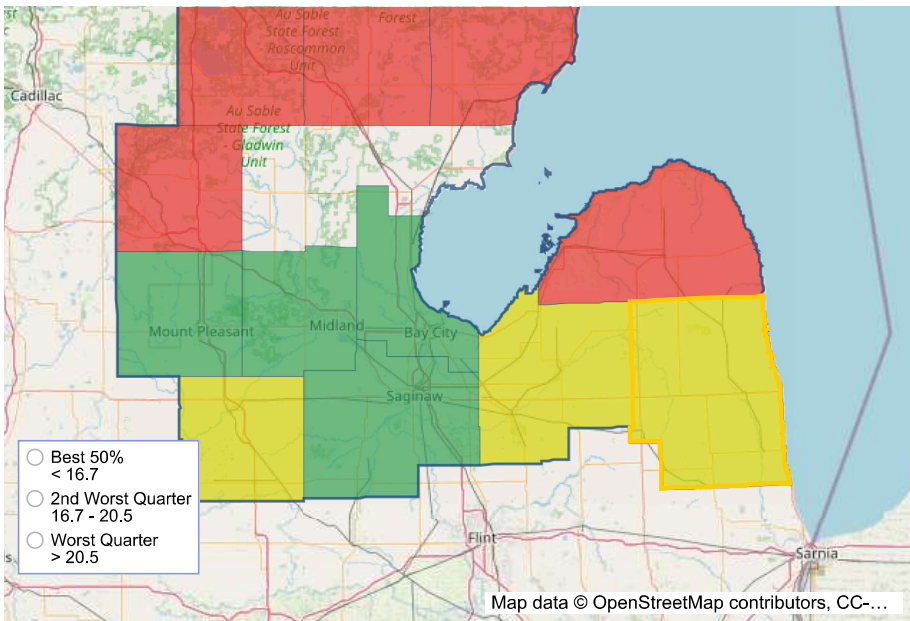 st
c
Au Sable
State Forest
- Roscommon
Unit
Forest
Cadillac
Au Sable
State Forest
- Gladwin
Unit
Mount Pleasant
Midland
Bay City
Saginaw
Best 50%
< 16.7
2nd Worst Quarter
16.7 - 20.5
Worst Quarter
> 20.5
ls
Flint
Sarnia
Map data © OpenStreetMap contributors, CC-…